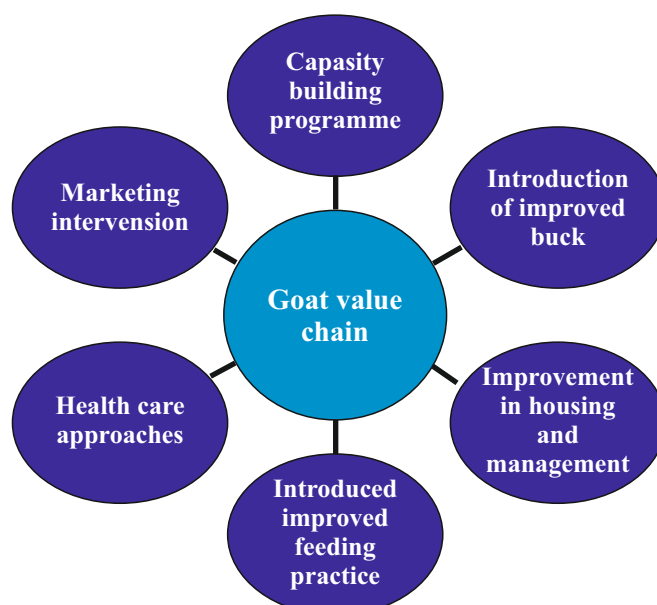 Capasity
building
programme
Marketing
intervension
Introduction
of improved
buck
Goat value
chain
Health care
approaches
Improvement
in housing
and
management
Introduced
improved
feeding
practice